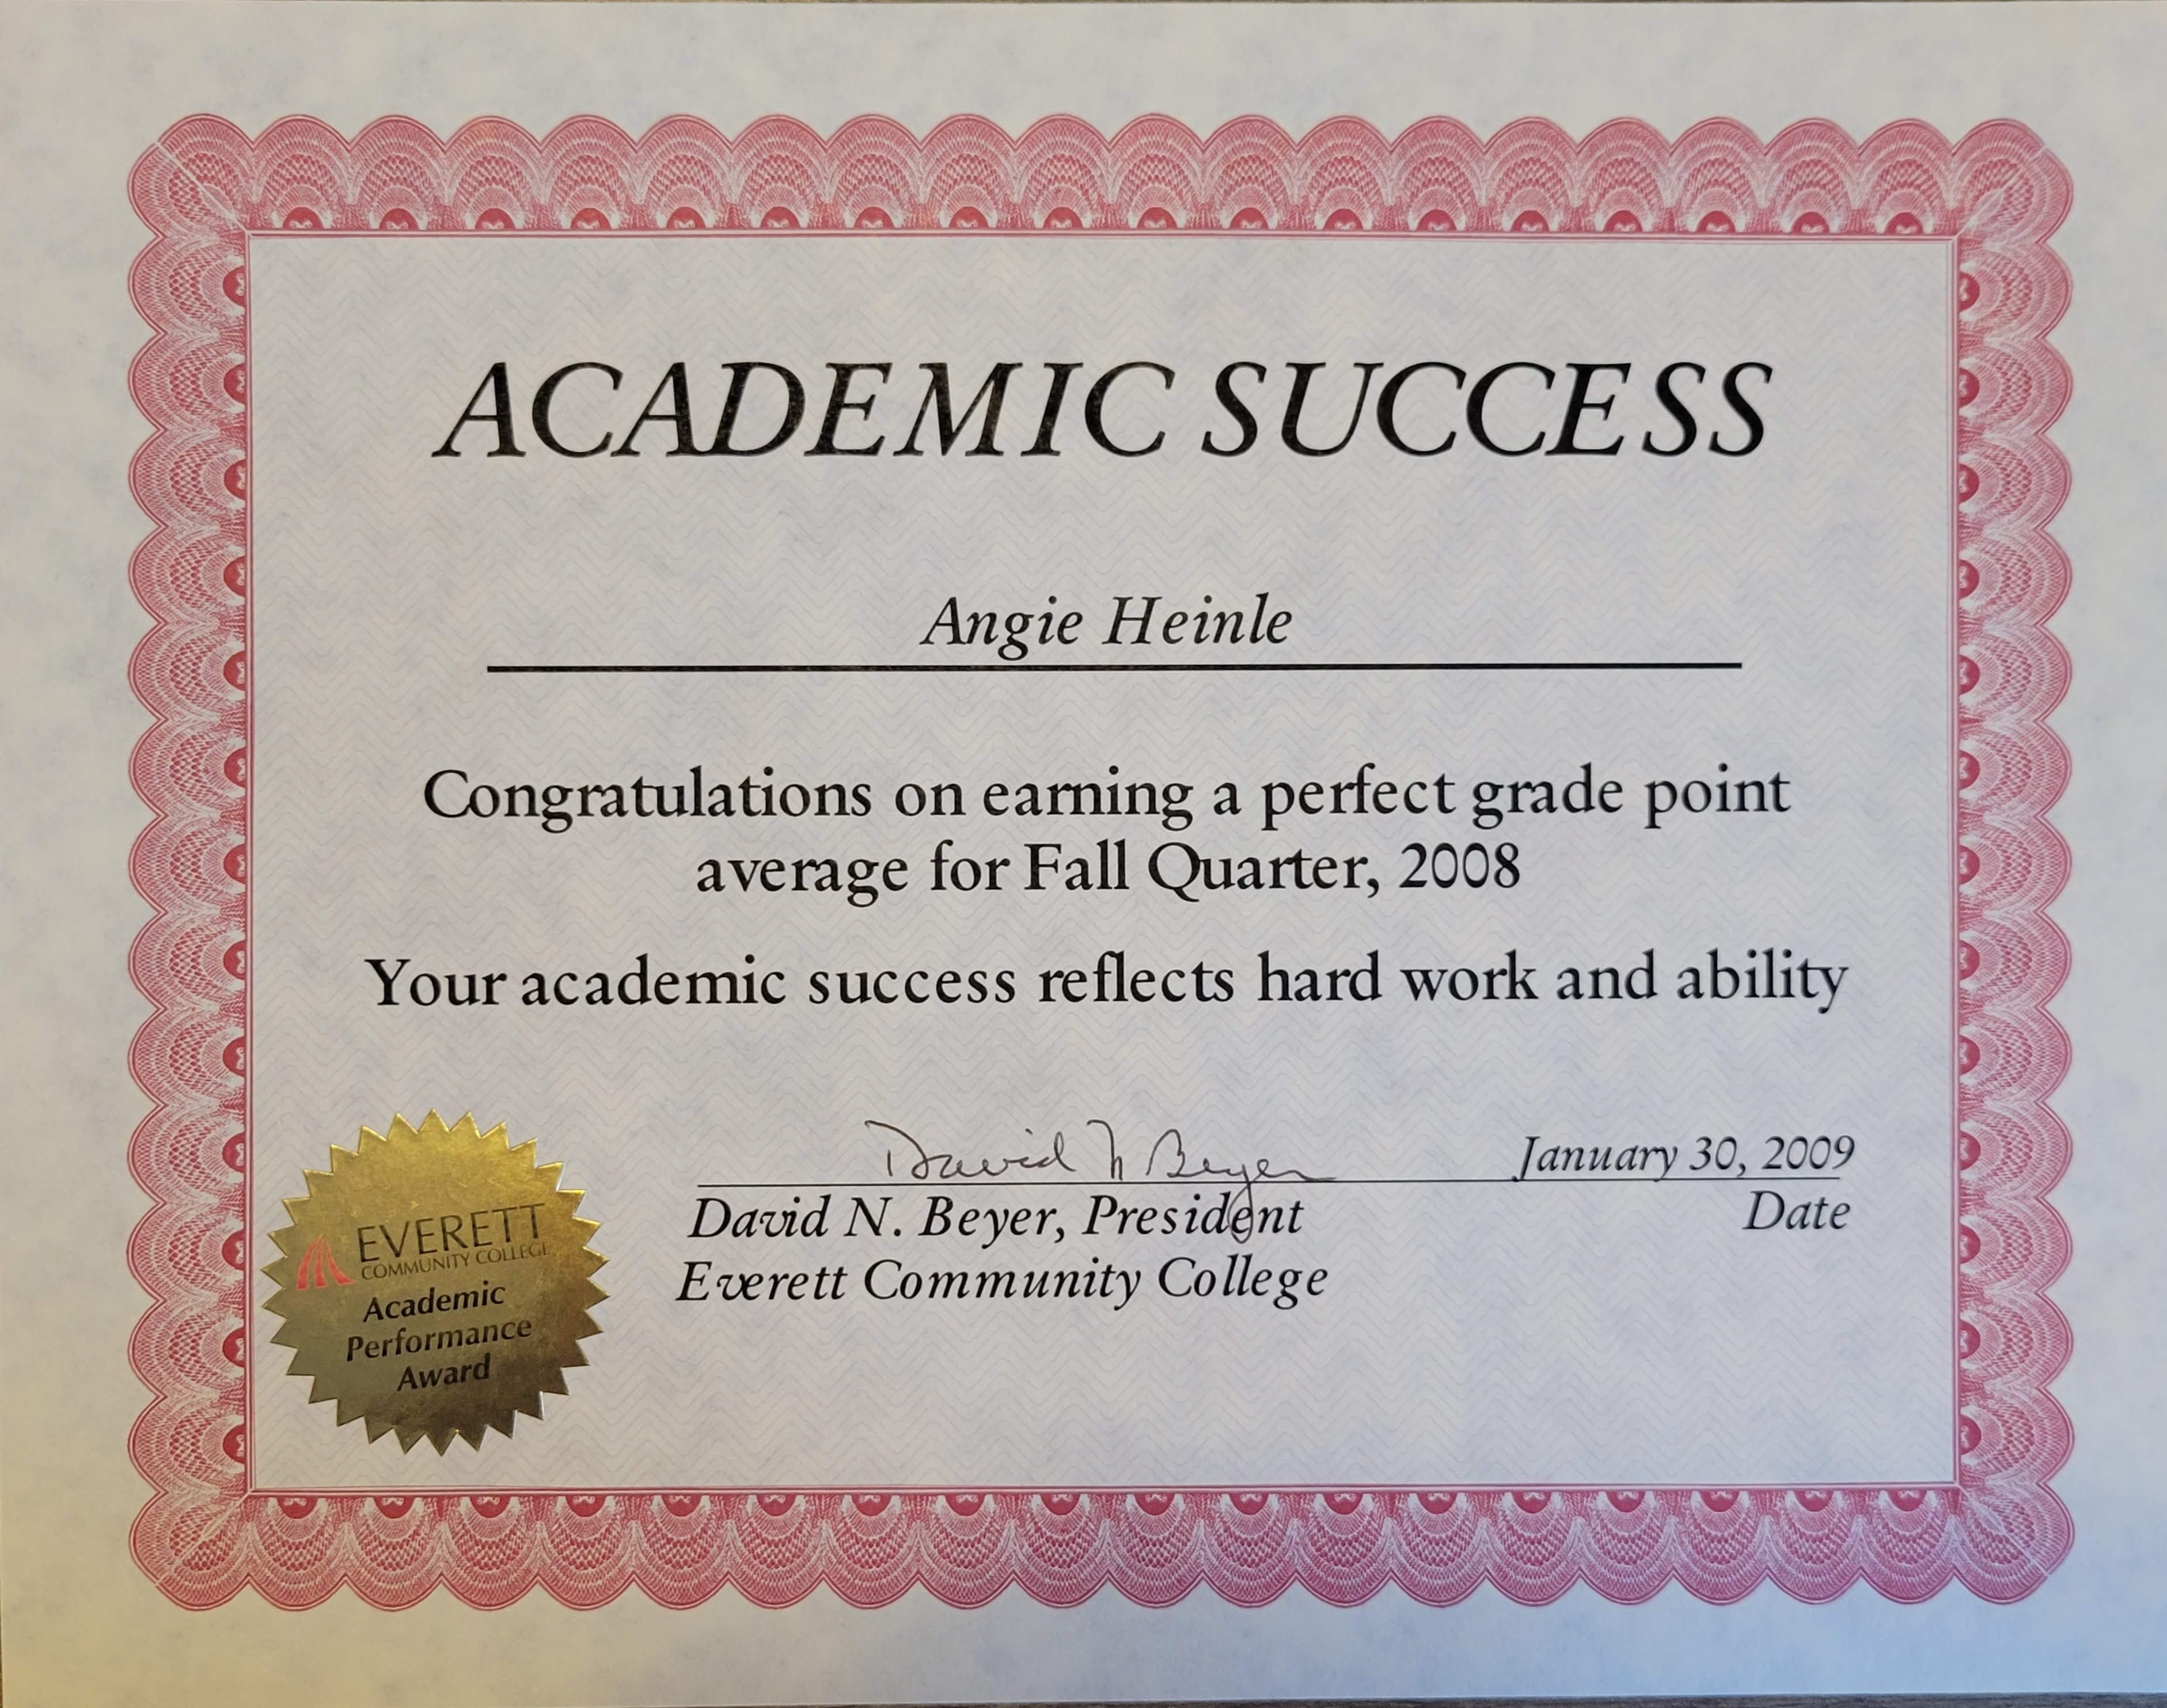 ACADEMIC SUCCESS
Angie Heinle
Congratulations on earning a perfect grade point
average for Fall Quarter, 2008
Your academic success reflects hard work and ability
David N Beyer
January 30, 2009
David N. Beyer, President
Date
Everett Community College
EVERETT
COMMUNITY COLLEGE
Academic
Performance
Award